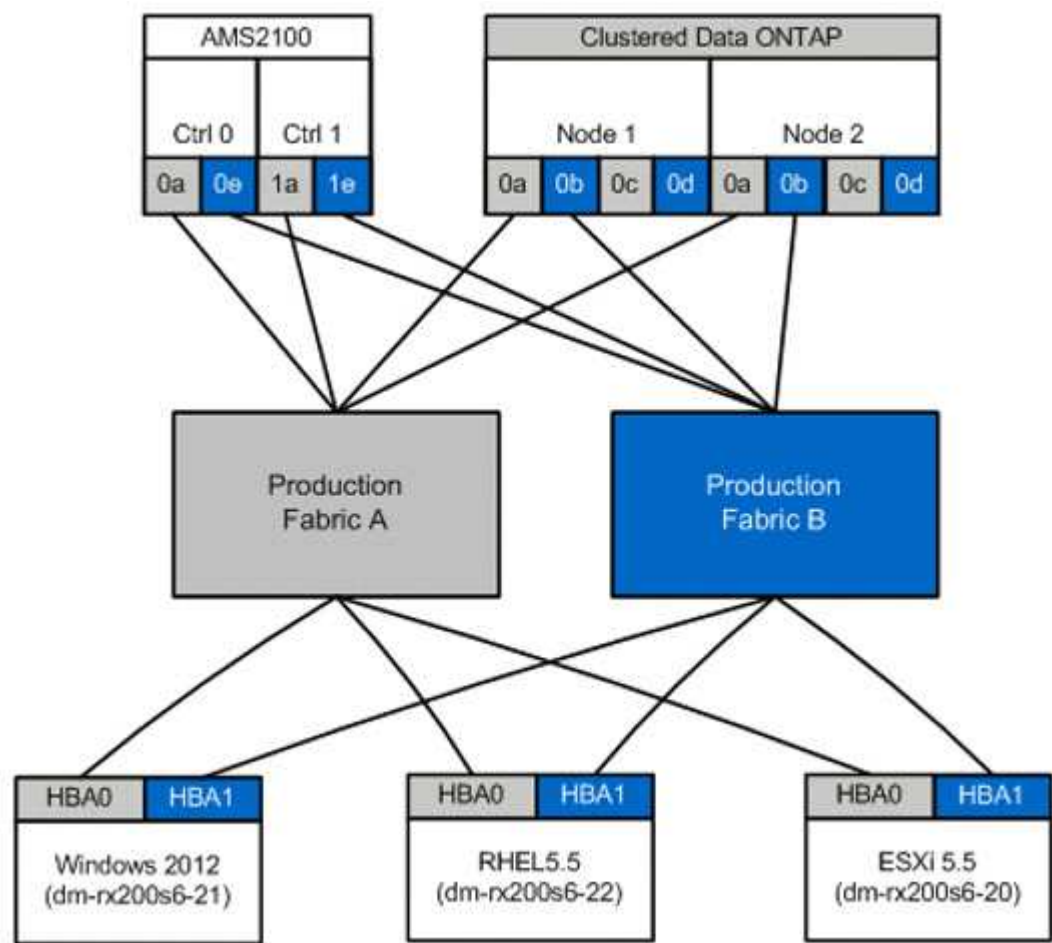 AMS2100
Clustered Data ONTAP
Ctrl 0
Ctrl 1
Node 1
Node 2
0a
0e
1a
1e
0a
0b
0c
0d
0a
0b
0c
0d
Production
Fabric A
Production
Fabric B
HBA0
HBA1
HBA0
HBA1
HBA0
HBA1
Windows 2012
(dm-rx200s6-21)
RHEL5.5
(dm-rx200s6-22)
ESXi 5.5
(dm-rx200s6-20)